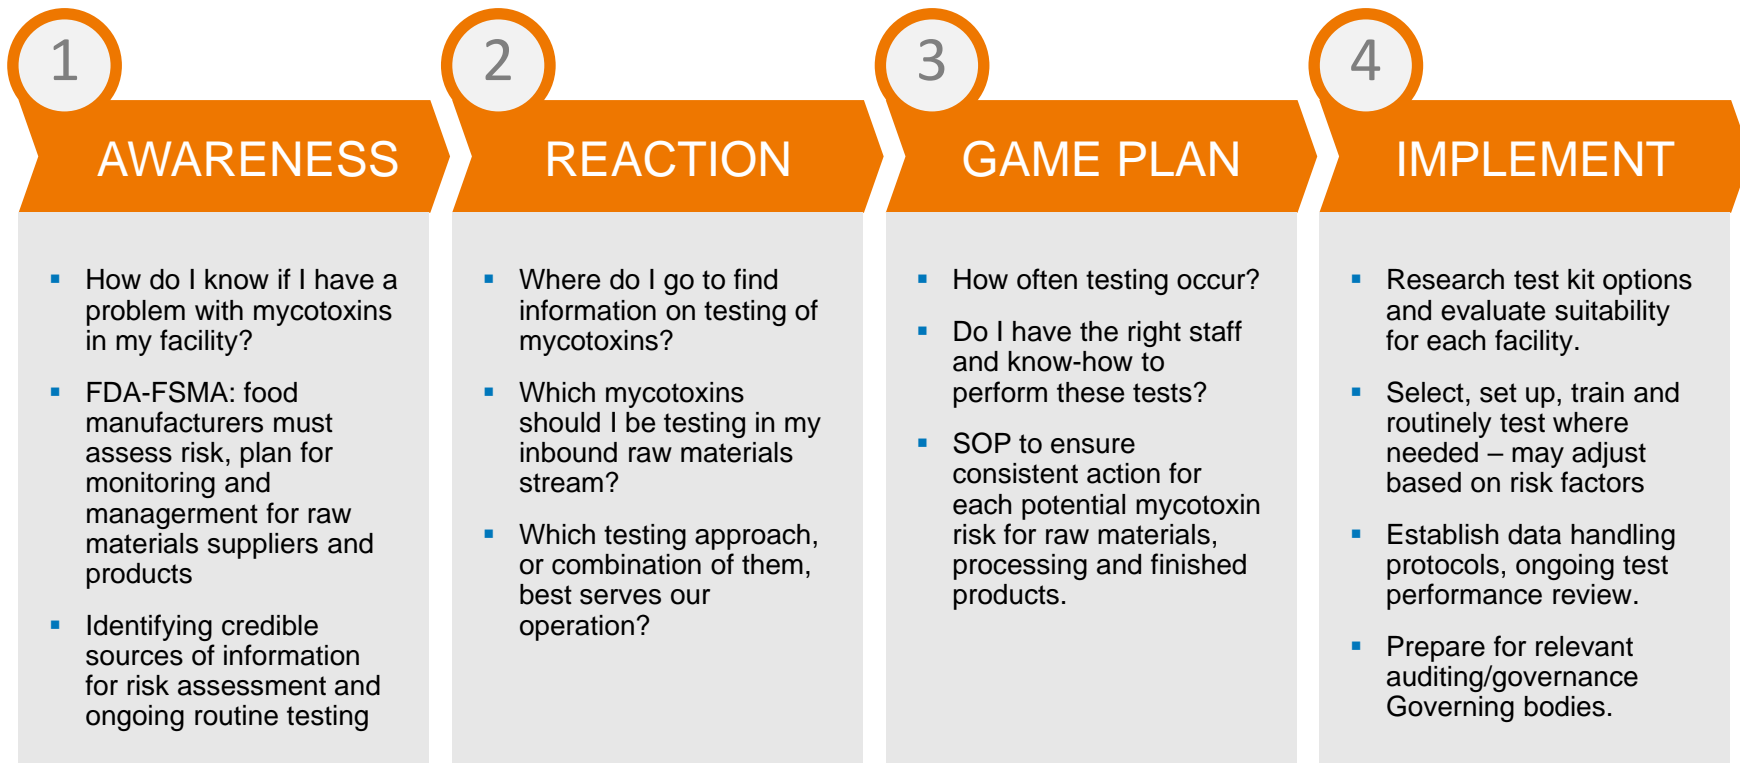 1
AWARENESS
How do I know if I have a
problem with mycotoxins
in my facility?
FDA-FSMA: food
manufacturers must
assess risk, plan for
monitoring and
managerment for raw
materials suppliers and
products
Identifying credible
sources of information
for risk assessment and
ongoing routine testing
2
REACTION
Where do I go to find
information on testing of
mycotoxins?
Which mycotoxins
should I be testing in my
inbound raw materials
stream?
Which testing approach,
or combination of them,
best serves our
operation?
3
GAME PLAN
How often testing occur?
Do I have the right staff
and know-how to
perform these tests?
SOP to ensure
consistent action for
each potential mycotoxin
risk for raw materials,
processing and finished
products.
4
IMPLEMENT
Research test kit options
and evaluate suitability
for each facility.
Select, set up, train and
routinely test where
needed – may adjust
based on risk factors
Establish data handling
protocols, ongoing test
performance review.
Prepare for relevant
auditing/governance
Governing bodies.